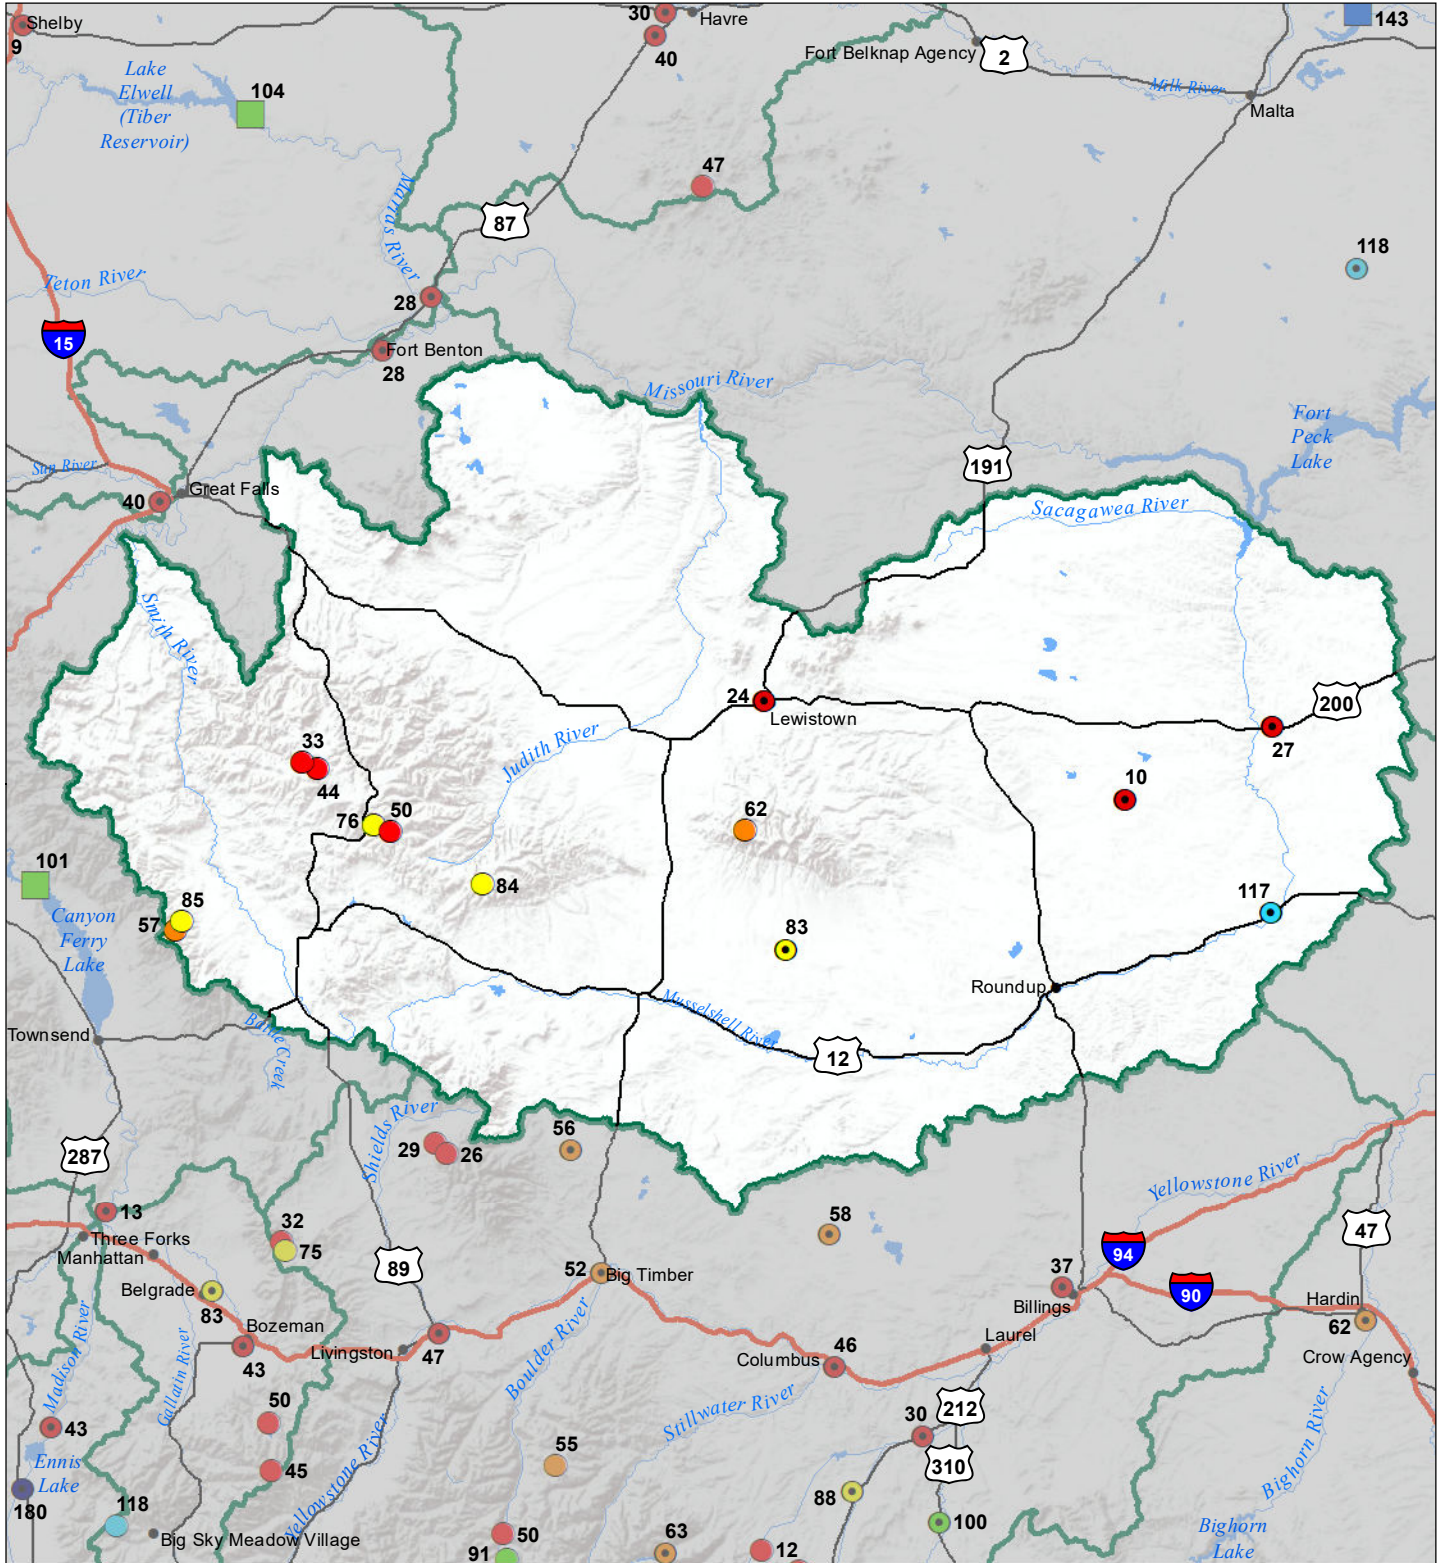 Shelby
9
30
Havre
40
143
Fort Belknap Agency
2
Lake
Elwell
(Tiber
Reservoir)
104
Milk River
Malta
47
Marias River
87
118
Teton River
28
15
Fort Benton
28
Missouri River
Fort
Peck
Lake
191
Sun River
Great Falls
40
Sacagawea River
Smith River
24
Lewistown
200
27
33
44
Judith River
10
76
50
62
101
84
85
57
117
Canyon
Ferry
Lake
83
Roundup
Musselshell River
Townsend
Battle Creek
12
287
Shields River
29
26
56
13
Three Forks
Manhattan
32
75
58
Yellowstone River
47
94
89
52
Big Timber
37
90
Belgrade
83
Billings
Hardin
62
Bozeman
43
Livingston
47
Laurel
Columbus
46
Crow Agency
Madison River
Gallatin River
Boulder River
Stillwater River
50
43
30
212
310
Ennis
Lake
45
55
Yellowstone River
88
Bighorn River
180
118
Big Sky Meadow Village
50
91
63
12
100
Bighorn
Lake